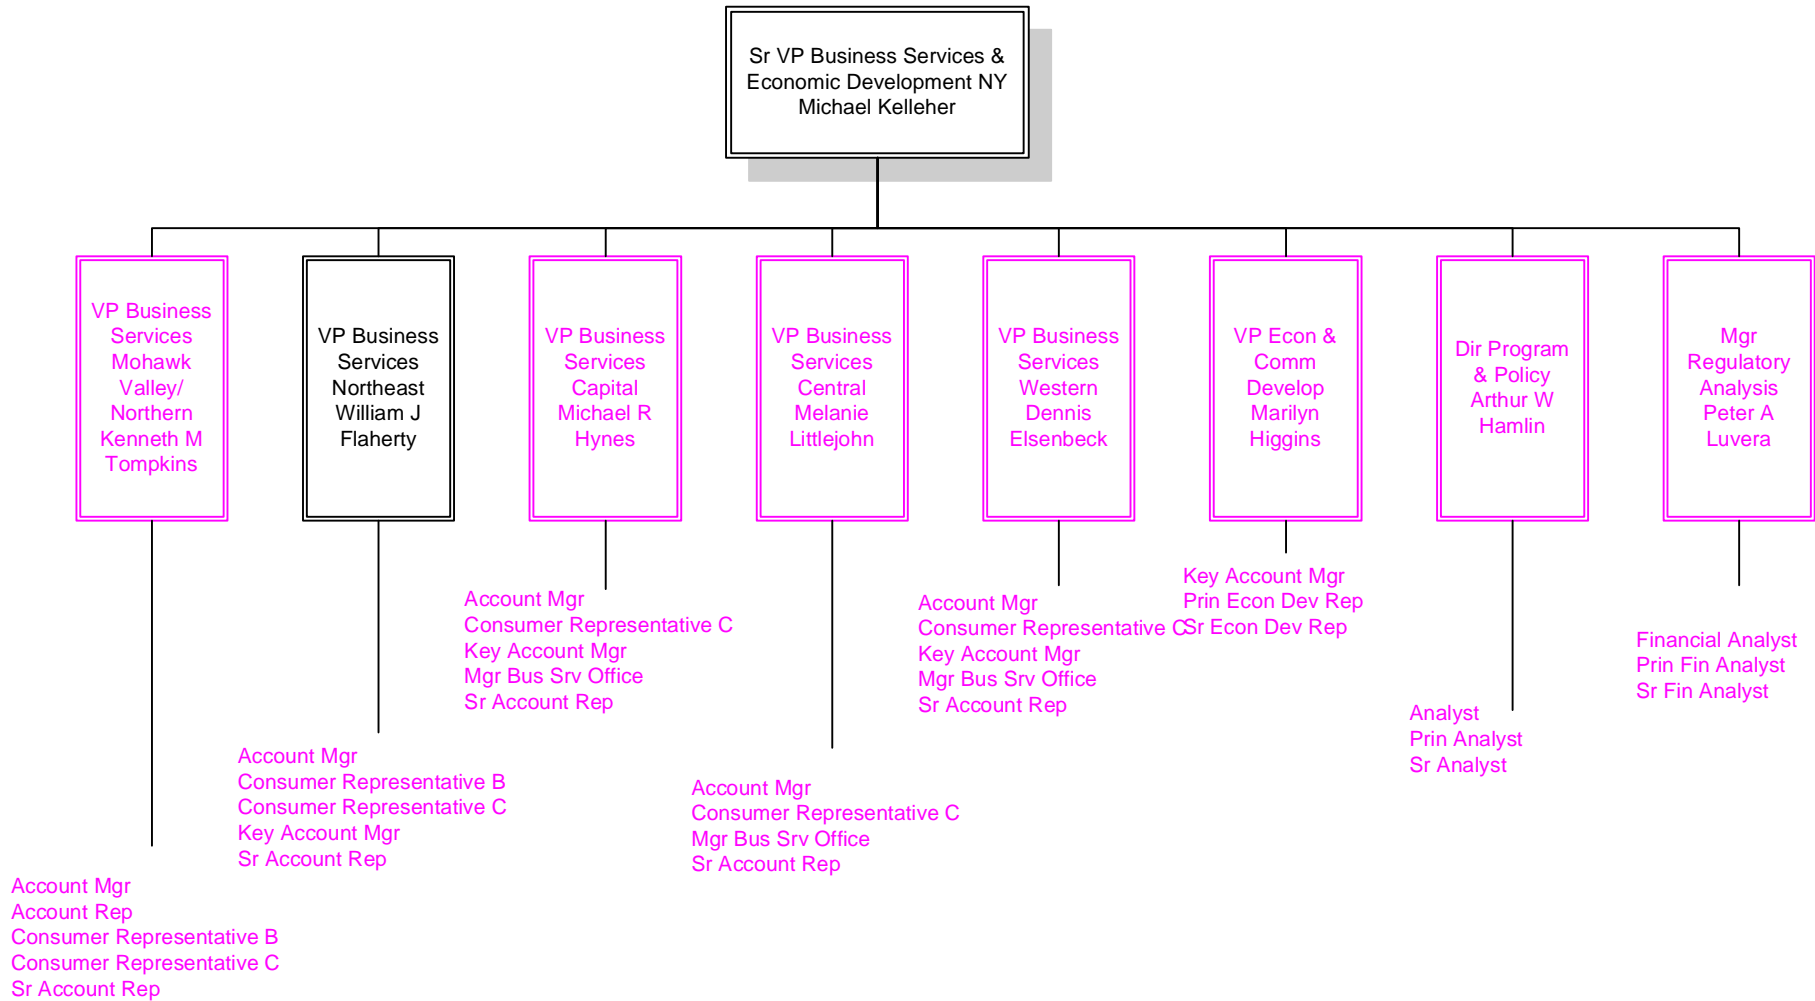 Sr VP Business Services &
Economic Development NY
Michael Kelleher
VP Business
Services
Mohawk
Valley/
Northern
Kenneth M
Tompkins
VP Business
Services
Northeast
William J
Flaherty
VP Business
Services
Capital
Michael R
Hynes
VP Business
Services
Central
Melanie
Littlejohn
VP Business
Services
Western
Dennis
Elsenbeck
VP Econ &
Comm
Develop
Marilyn
Higgins
Dir Program
& Policy
Arthur W
Hamlin
Mgr
Regulatory
Analysis
Peter A
Luvera
Account Mgr
Account Rep
Consumer Representative B
Consumer Representative C
Sr Account Rep
Account Mgr
Consumer Representative B
Consumer Representative C
Key Account Mgr
Sr Account Rep
Account Mgr
Consumer Representative C
Key Account Mgr
Mgr Bus Srv Office
Sr Account Rep
Account Mgr
Consumer Representative C
Mgr Bus Srv Office
Sr Account Rep
Account Mgr
Consumer Representative C
Key Account Mgr
Mgr Bus Srv Office
Sr Account Rep
Key Account Mgr
Prin Econ Dev Rep
Sr Econ Dev Rep
Analyst
Prin Analyst
Sr Analyst
Financial Analyst
Prin Fin Analyst
Sr Fin Analyst